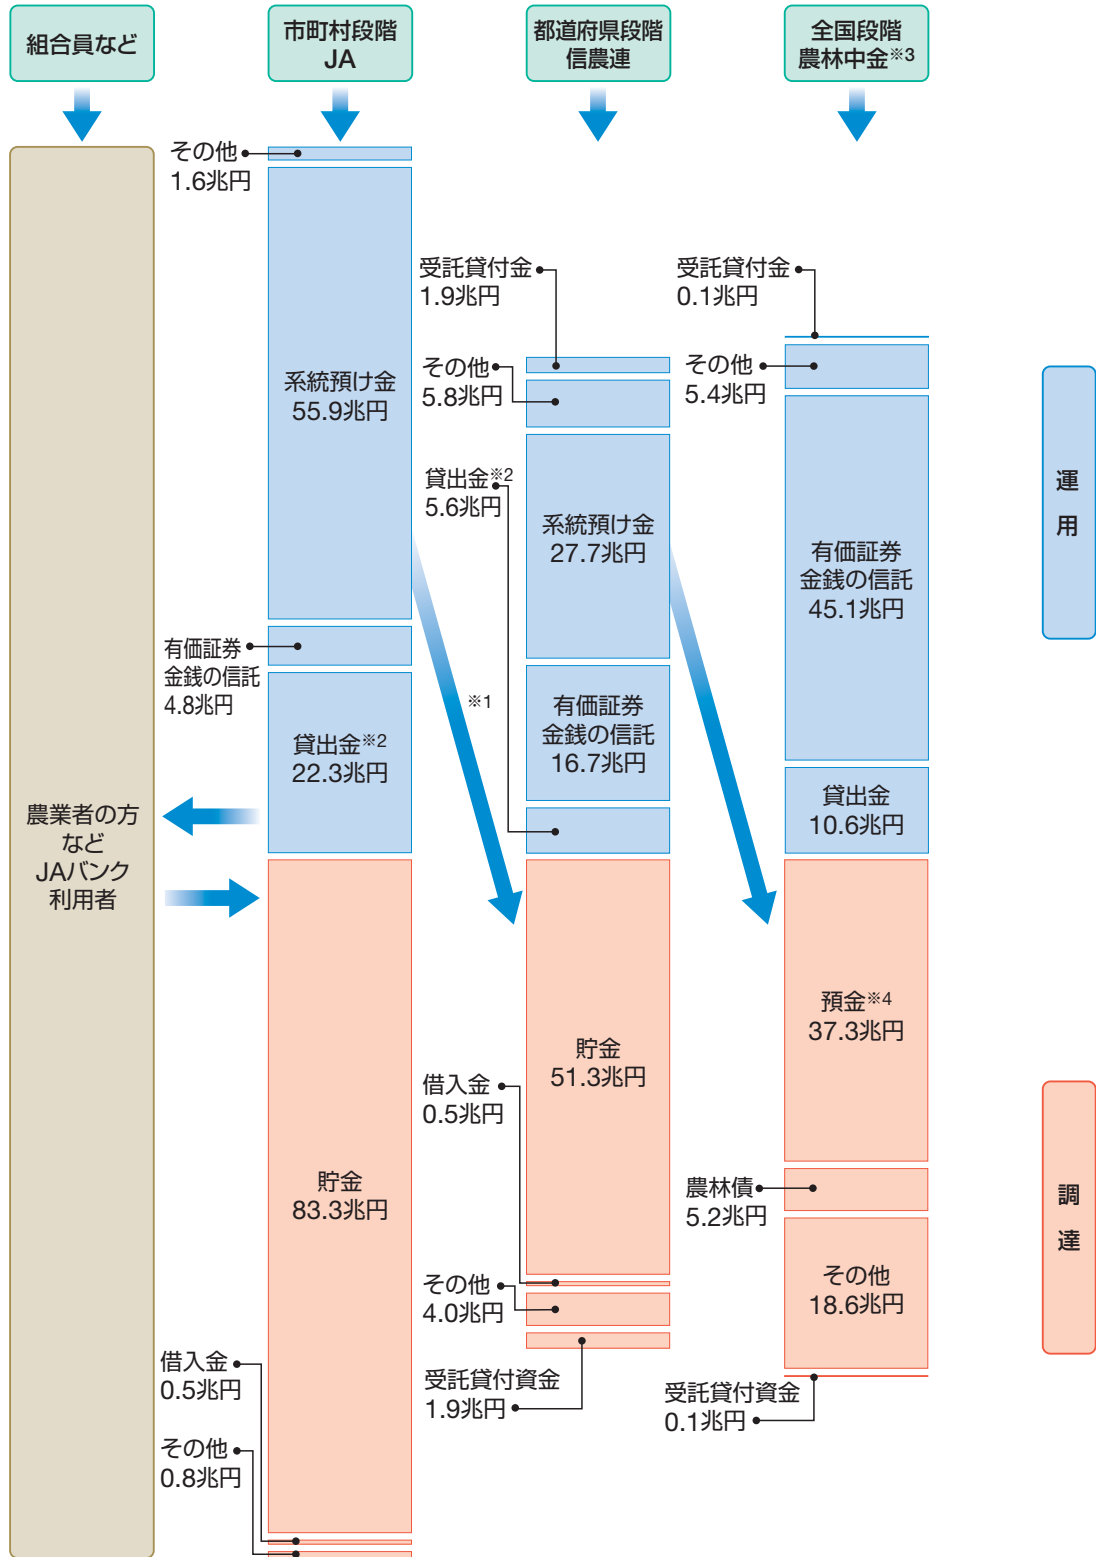 組合員など
市町村段階
JA
都道府県段階
信農連
全国段階
農林中金※3
農業者の方
など
JAバンク
利用者
その他
1.6兆円
系統預け金
55.9兆円
有価証券
金銭の信託
4.8兆円
貸出金※2
22.3兆円
貯金
83.3兆円
借入金
0.5兆円
その他
0.8兆円
※1
受託貸付金
1.9兆円
その他
5.8兆円
貸出金※2
5.6兆円
系統預け金
27.7兆円
有価証券
金銭の信託
16.7兆円
貯金
51.3兆円
借入金
0.5兆円
その他
4.0兆円
受託貸付資金
1.9兆円
受託貸付金
0.1兆円
その他
5.4兆円
有価証券
金銭の信託
45.1兆円
貸出金
10.6兆円
預金※4
37.3兆円
農林債
5.2兆円
その他
18.6兆円
受託貸付資金
0.1兆円
運用
調達